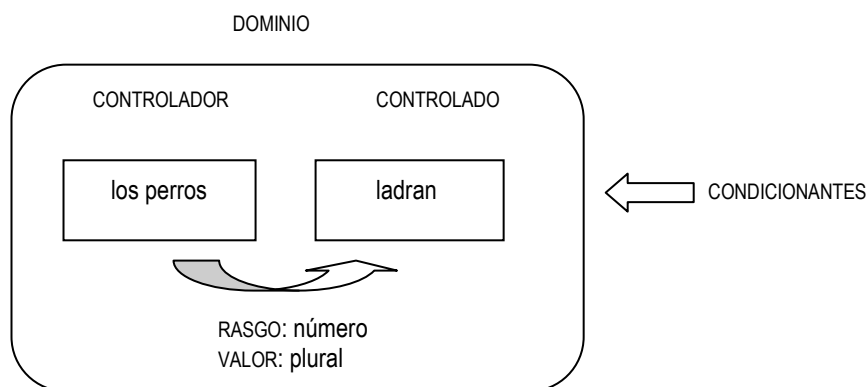 DOMINIO
CONTROLADOR CONTROLADO
los perros ladran
CONDICIONANTES
RASGO: número
VALOR: plural